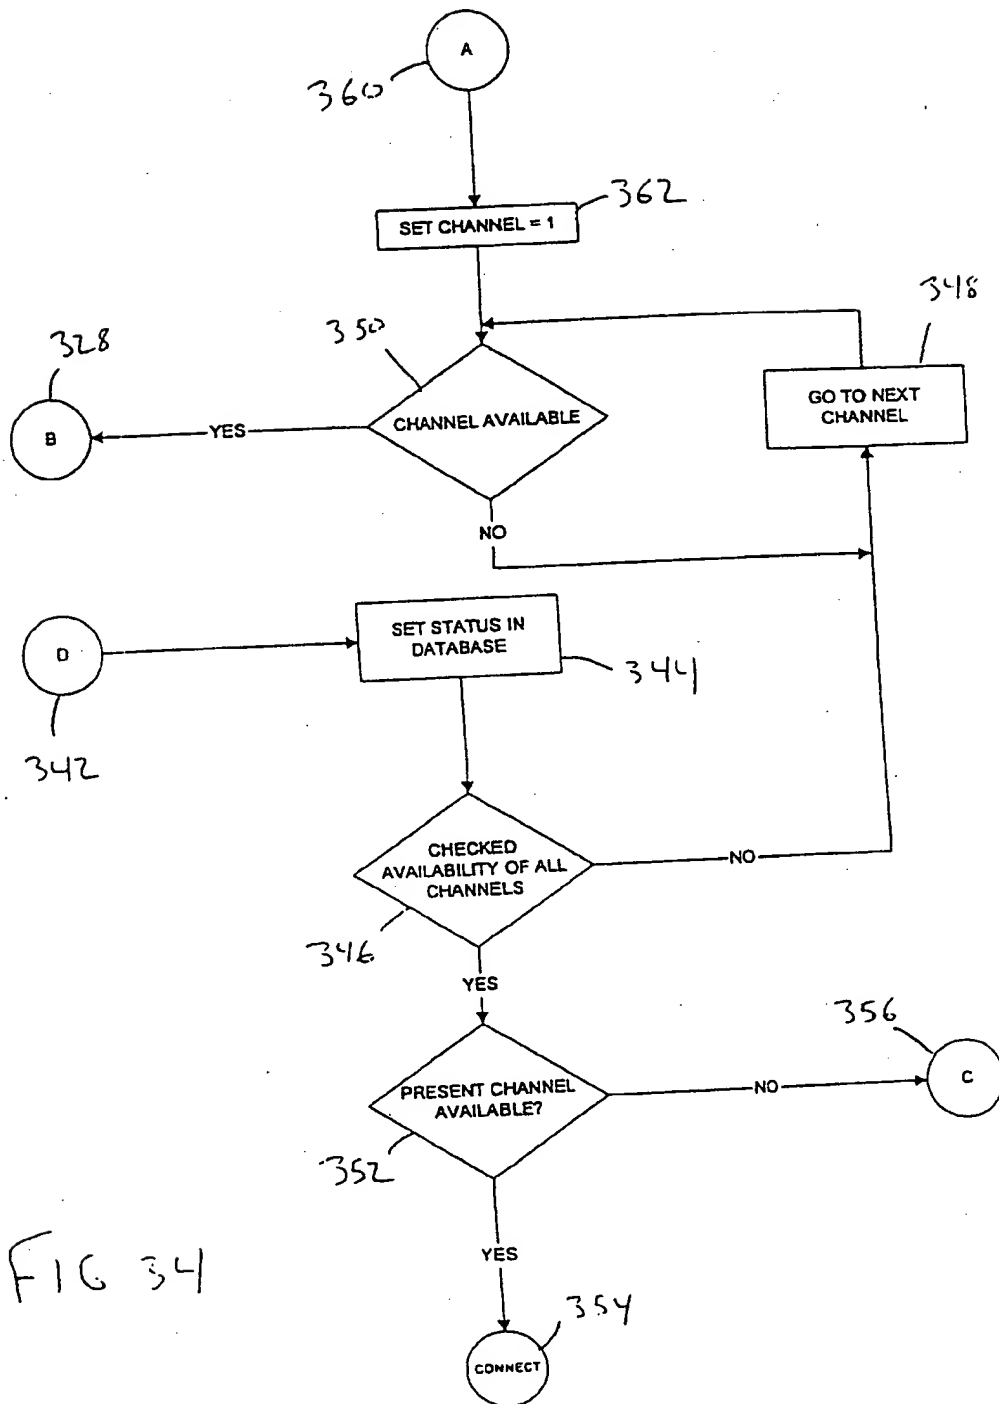 A
360
362
SET CHANNEL = 1
348
350
328
GO TO NEXT
CHANNEL
CHANNEL AVAILABLE
B
YES
NO
SET STATUS IN
DATABASE
D
344
342
CHECKED
AVAILABILITY OF ALL
CHANNELS
NO
346
YES
356
C
PRESENT CHANNEL
AVAILABLE?
NO
352
YES
FIG 34
354
CONNECT